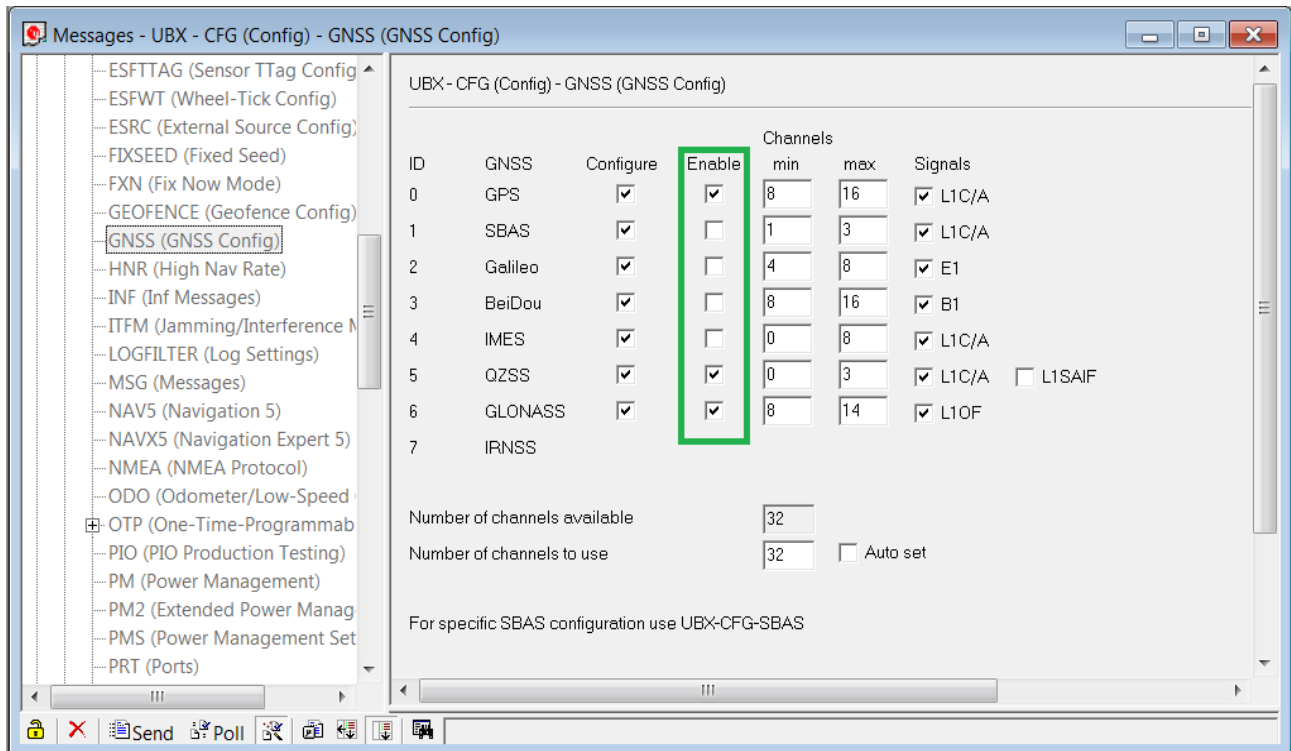 Messages - UBX - CFG (Config) - GNSS (GNSS Config)
ESFTTAG (Sensor TTag Config
ESFWT (Wheel-Tick Config)
ESRC (External Source Config)
FIXSEED (Fixed Seed)
FXN (Fix Now Mode)
GEOFENCE (Geofence Config)
GNSS (GNSS Config)
HNR (High Nav Rate)
INF (Inf Messages)
ITFM (Jamming/Interference M
LOGFILTER (Log Settings)
MSG (Messages)
NAV5 (Navigation 5)
NAVX5 (Navigation Expert 5)
NMEA (NMEA Protocol)
ODO (Odometer/Low-Speed
OTP (One-Time-Programmab
PIO (PIO Production Testing)
PM (Power Management)
PM2 (Extended Power Manag
PMS (Power Management Set
PRT (Ports)
UBX - CFG (Config) - GNSS (GNSS Config)
Channels
ID GNSS Configure Enable min max Signals
0 GPS 8 16 L1C/A
1 SBAS 1 3 L1C/A
2 Galileo 4 8 E1
3 BeiDou 8 16 B1
4 IMES 0 8 L1C/A
5 QZSS 0 3 L1C/A L1SAIF
6 GLONASS 8 14 L1OF
7 IRNSS
Number of channels available 32
Number of channels to use 32 Auto set
For specific SBAS configuration use UBX-CFG-SBAS
Send Poll